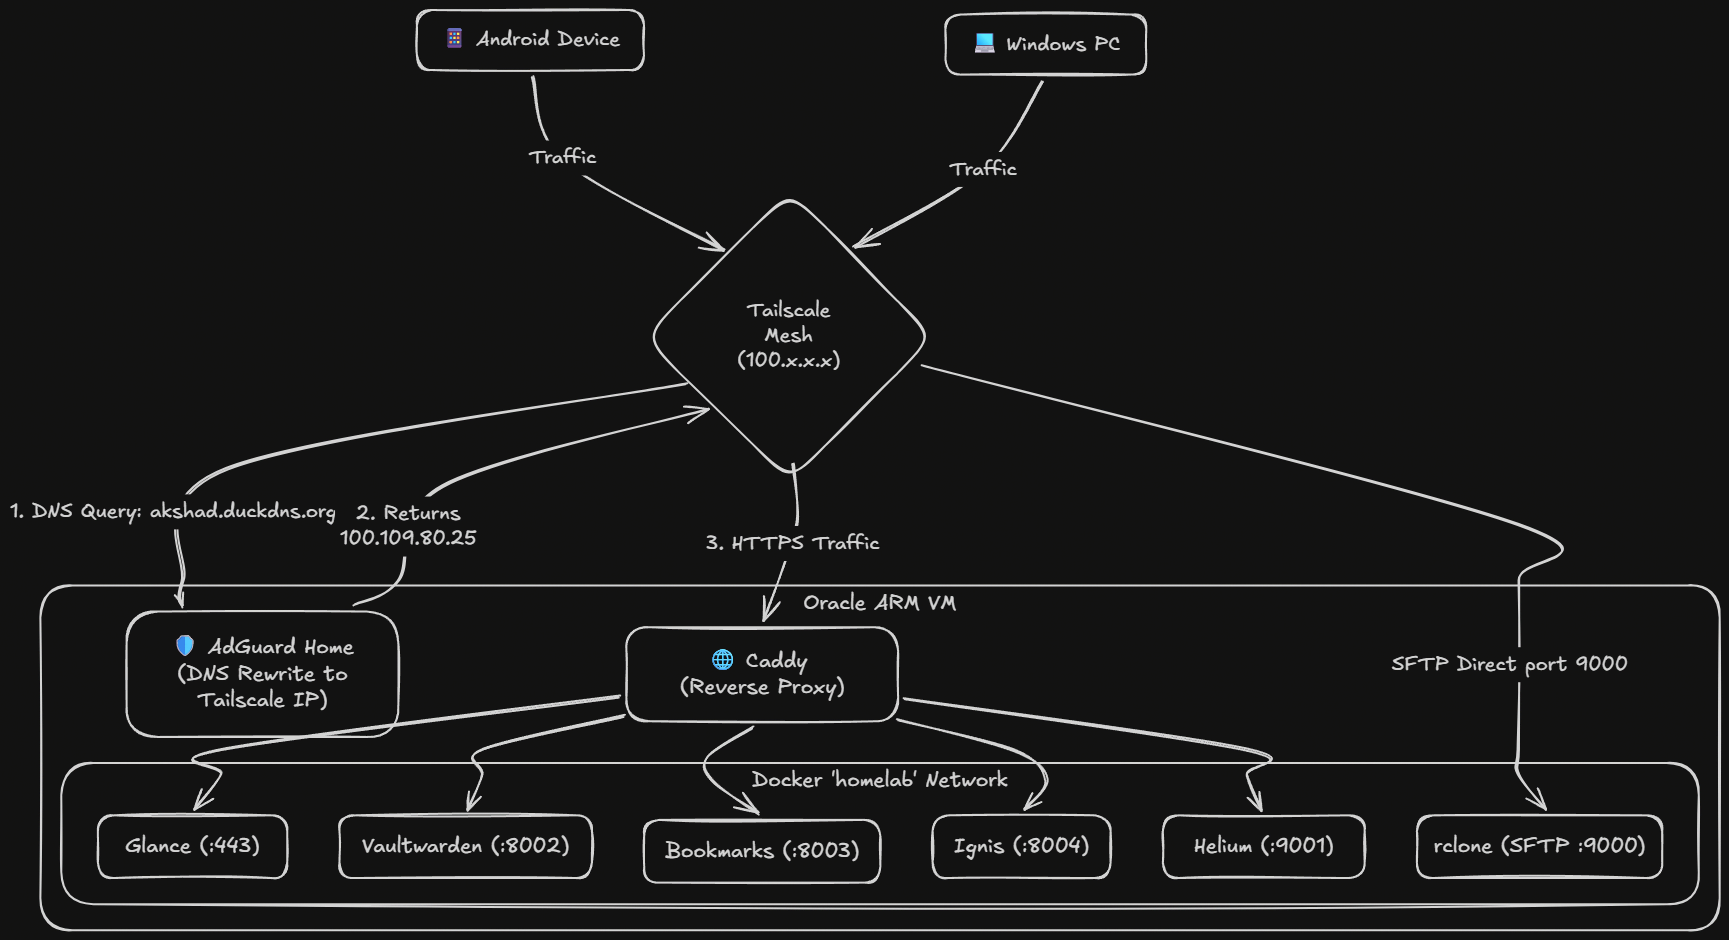 Android Device
Windows PC
Traffic
Traffic
Tailscale
Mesh
(100.x.x.x)
1. DNS Query: akshad.duckdns.org
2. Returns
100.109.80.25
3. HTTPS Traffic
Oracle ARM VM
AdGuard Home
(DNS Rewrite to
Tailscale IP)
Caddy
(Reverse Proxy)
SFTP Direct port 9000
Docker 'homelab' Network
Glance (:443)
Vaultwarden (:8002)
Bookmarks (:8003)
Ignis (:8004)
Helium (:9001)
rclone (SFTP :9000)